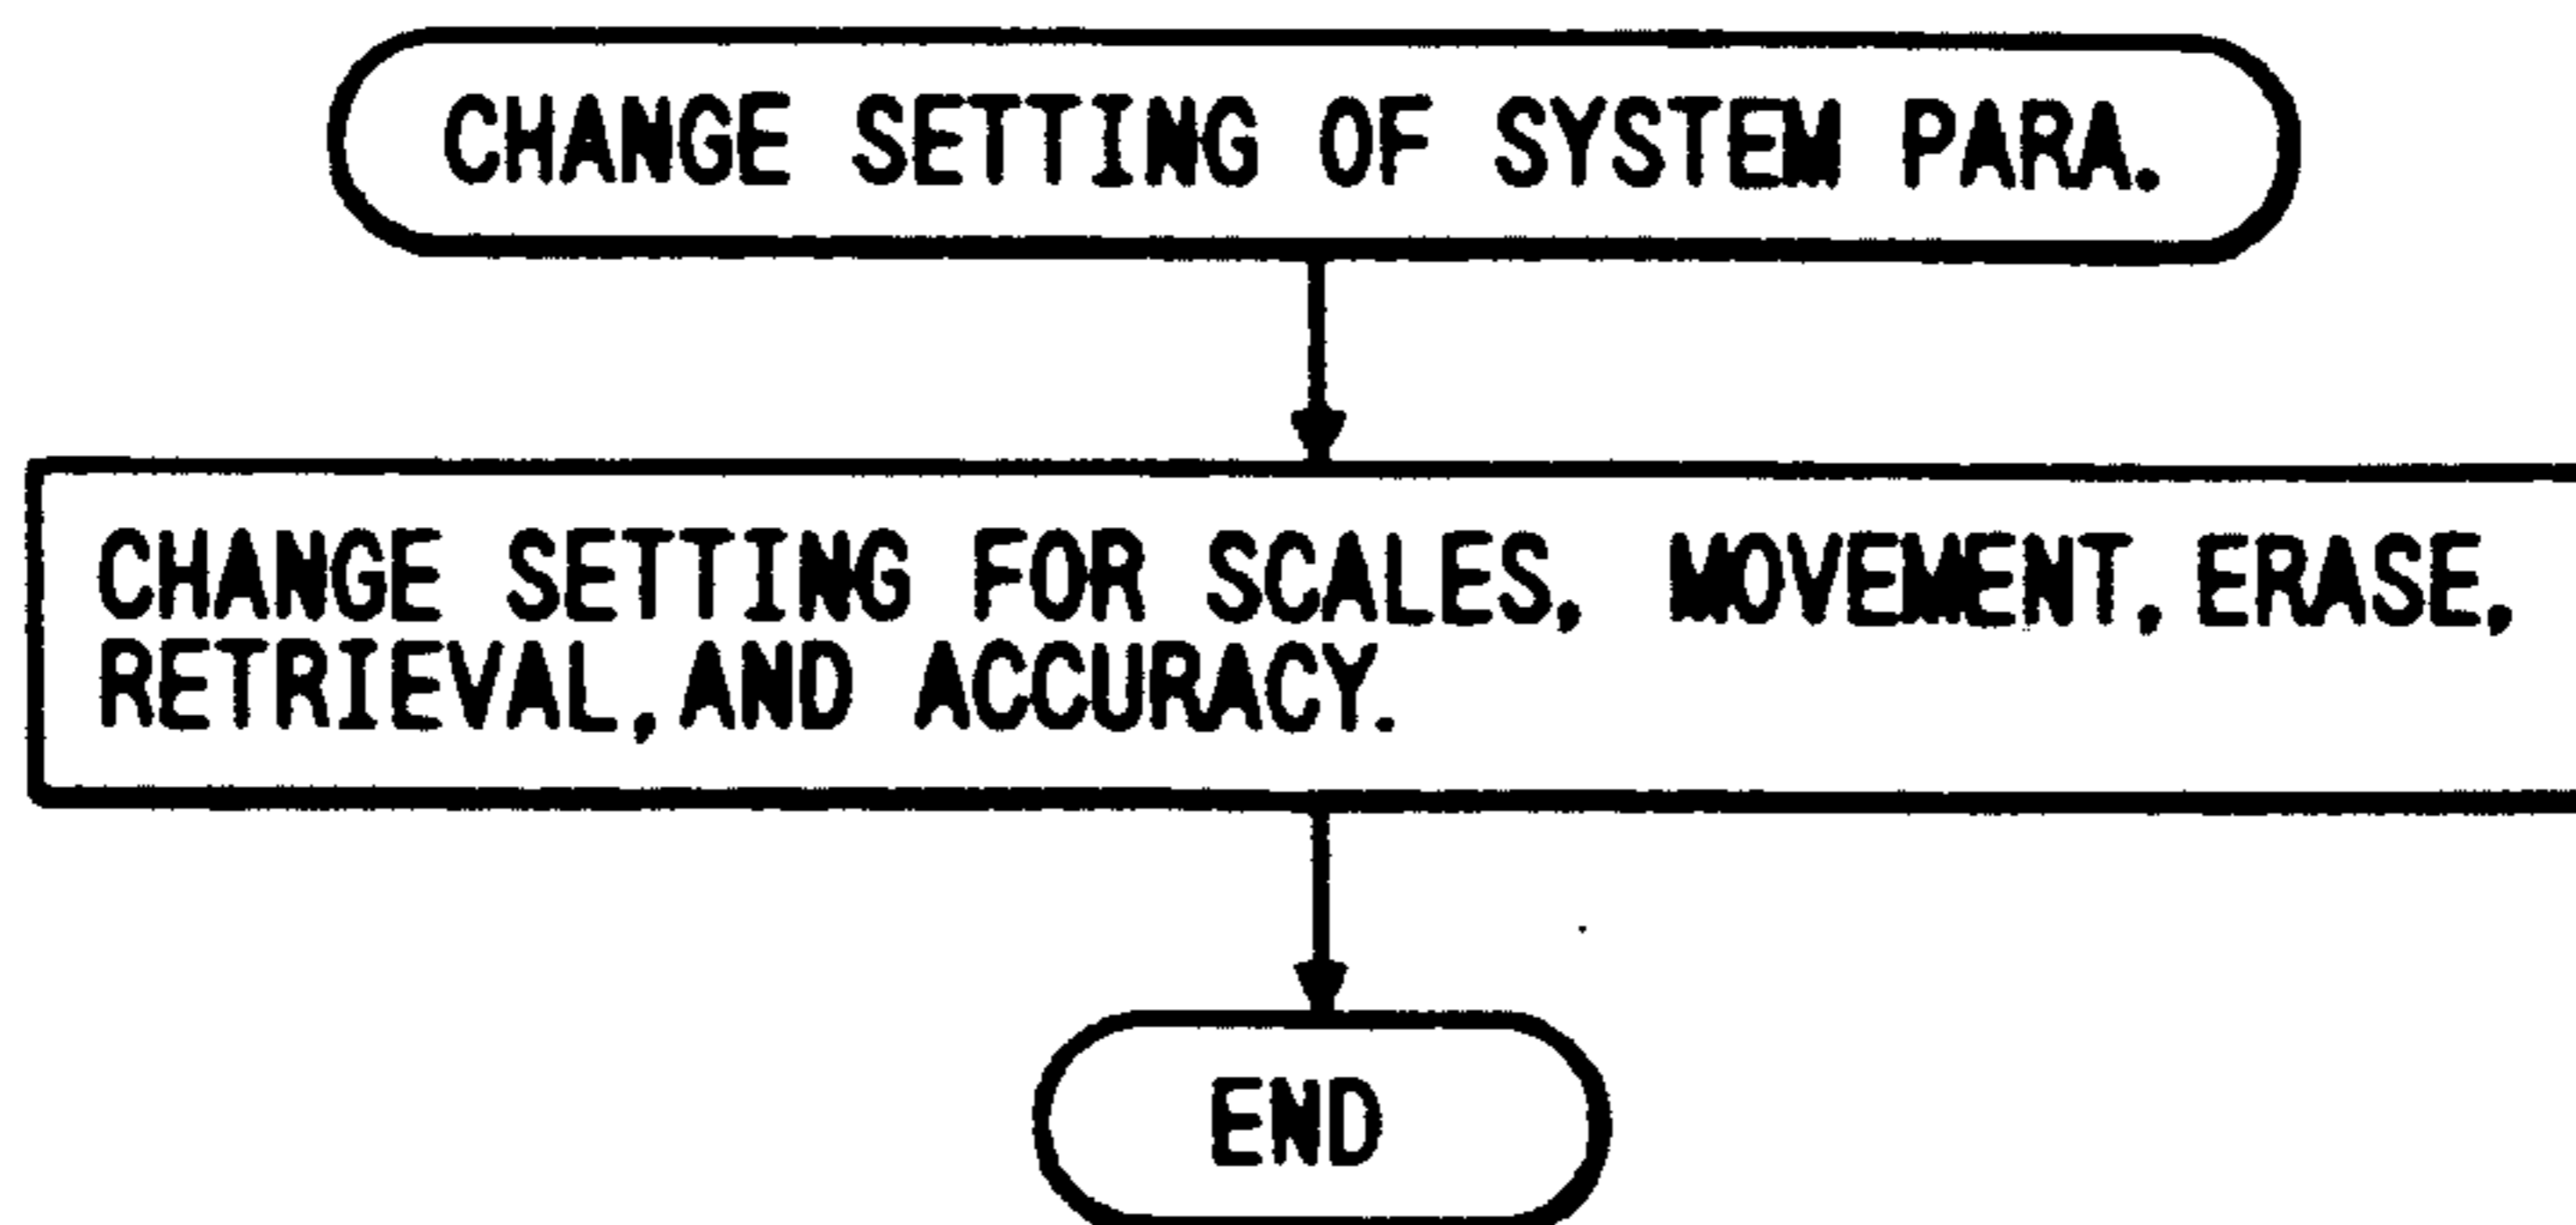 CHANGE SETTING OF SYSTEM PARA.
CHANGE SETTING FOR SCALES, MOVEMENT, ERASE,
RETRIEVAL, AND ACCURACY.
END